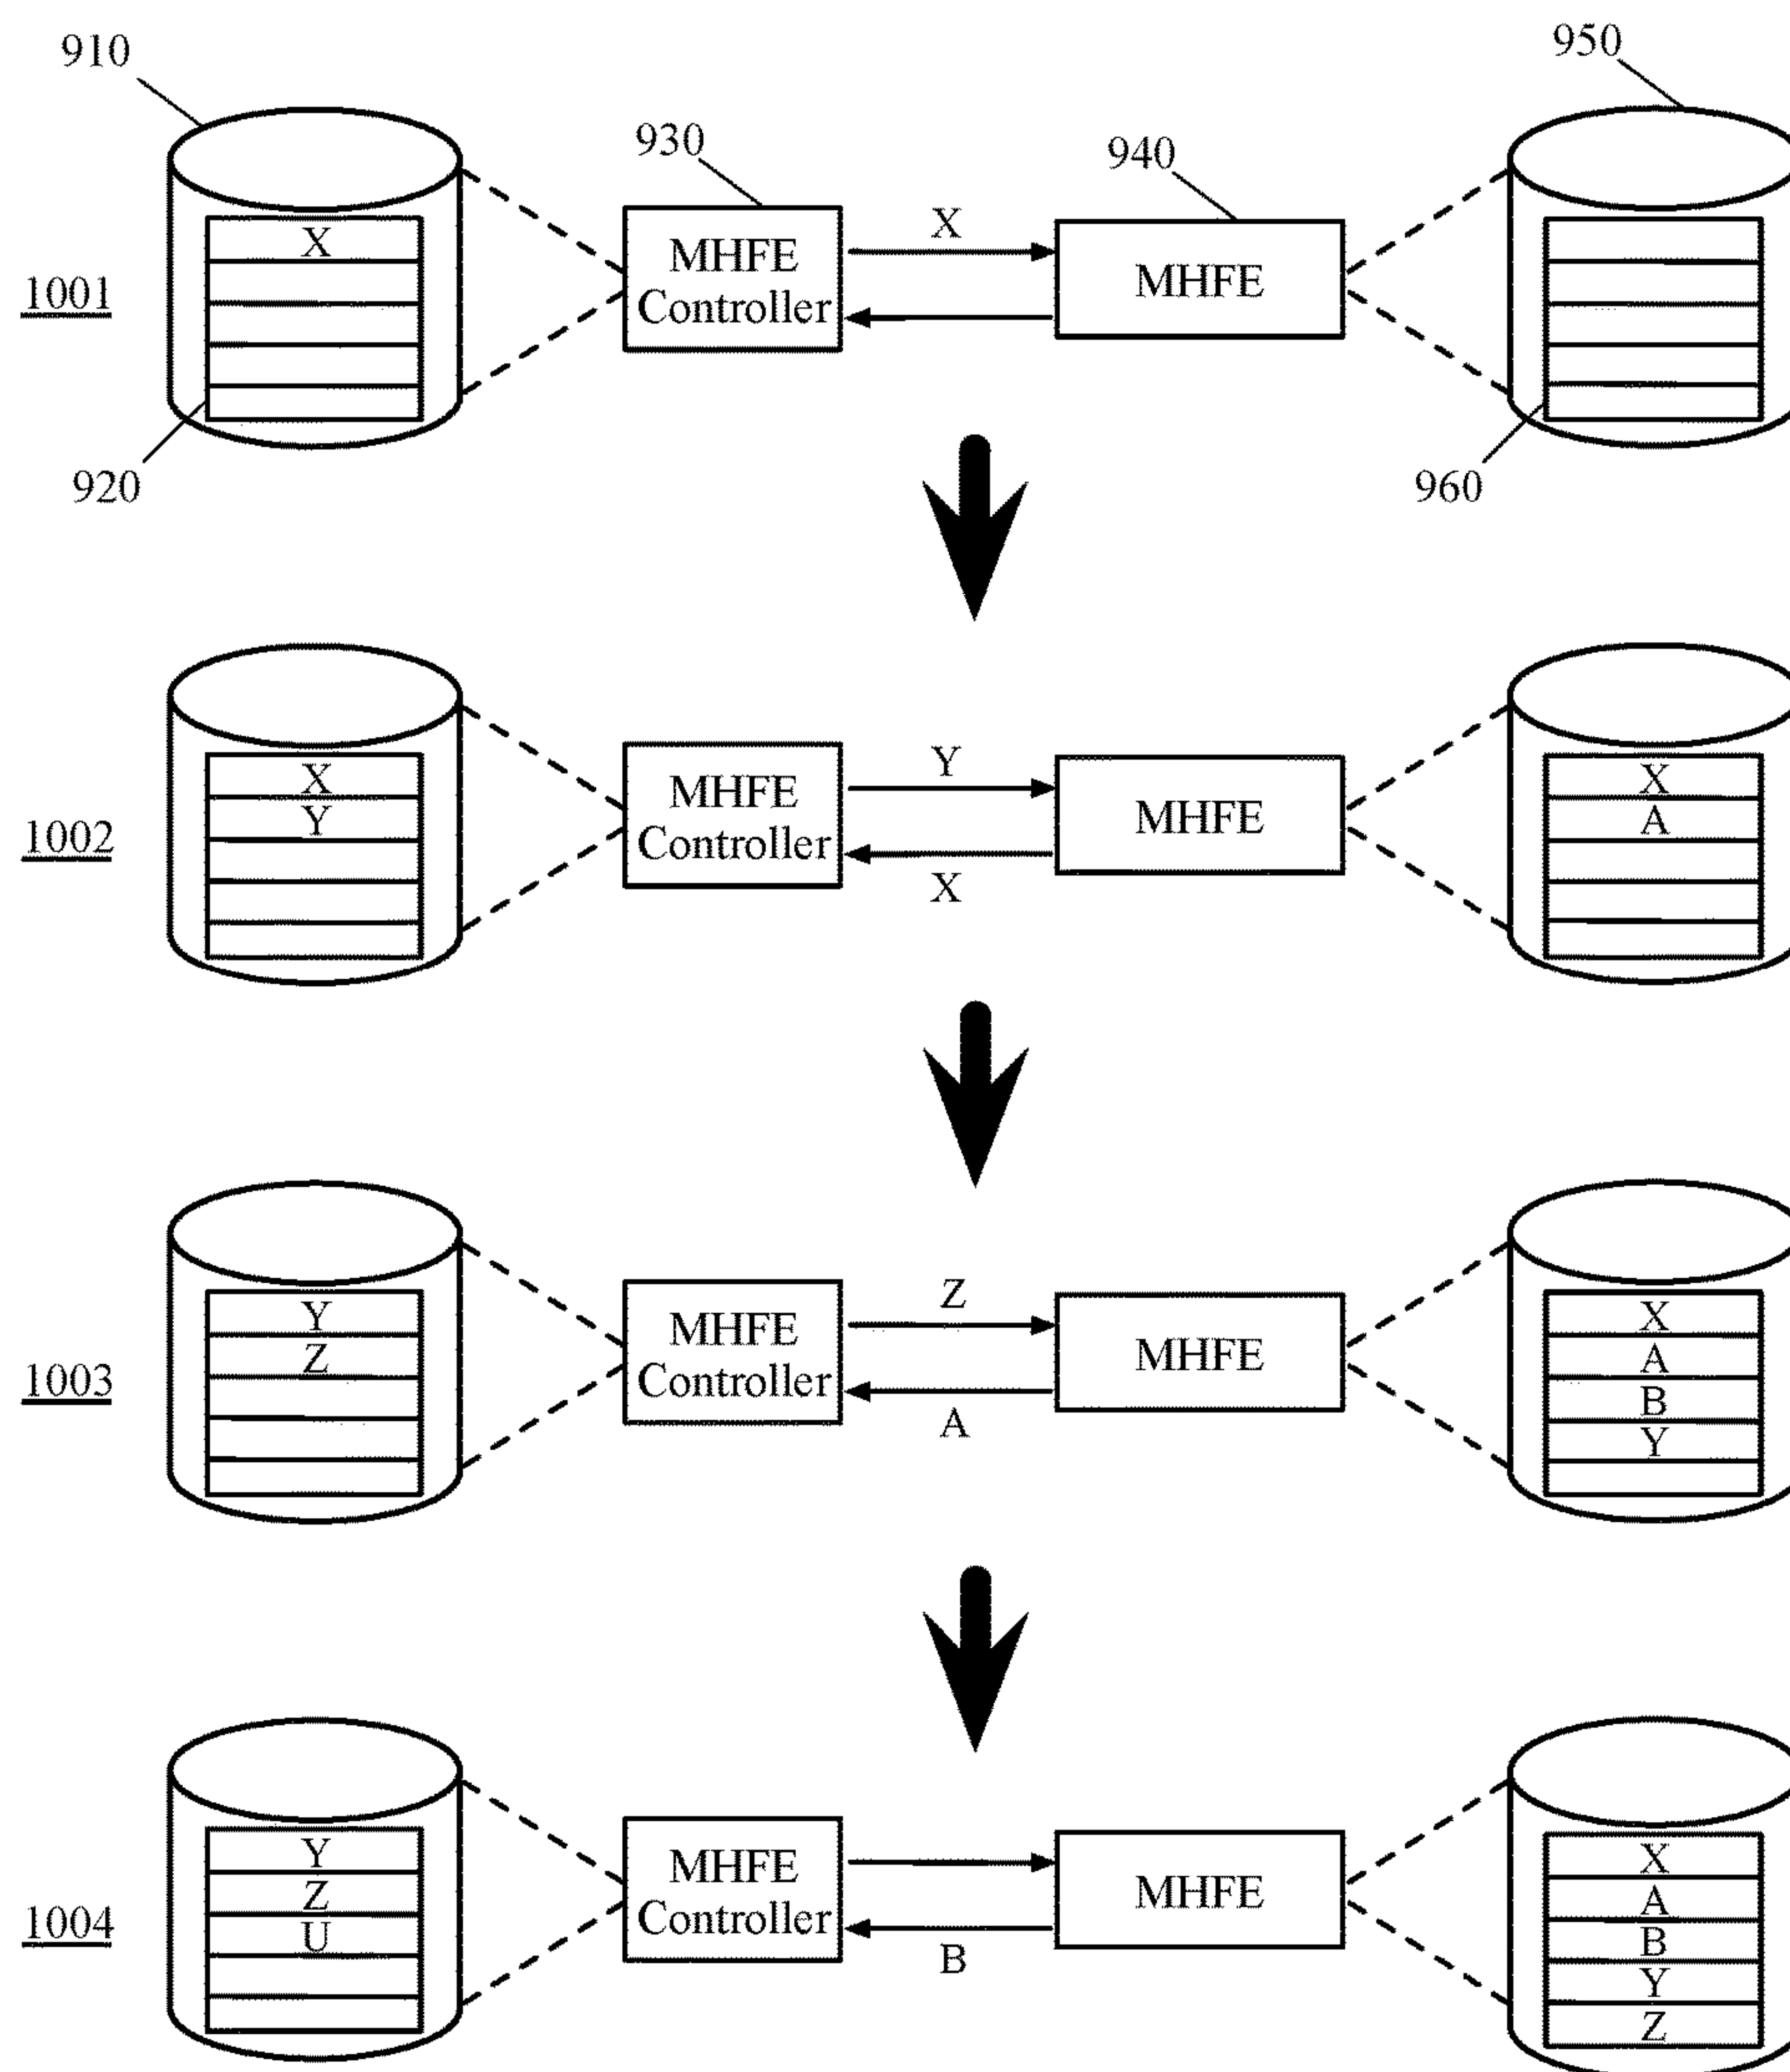 910
950
930
940
X
X
MHFE
Controller
MHFE
1001
920
960
X
Y
MHFE
Controller
Y
X
MHFE
X
A
1002
Y
Z
MHFE
Controller
Z
A
MHFE
X
A
B
Y
1003
Y
Z
U
MHFE
Controller
B
MHFE
X
A
B
Y
Z
1004